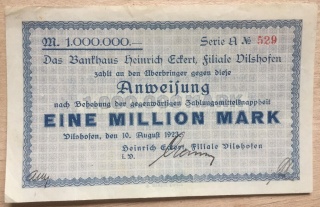 M. 1.000.000.— Serie A № 529
Das Bankhaus Heinrich Eckert, Filiale Vilshofen
zahlt an den Überbringer gegen diese
Anweisung
nach Behebung der gegenwärtigen Zahlungsmittelknappheit
EINE MILLION MARK
Vilshofen, den 10. August 1923
Heinrich Eckert Filiale Vilshofen
i.V.